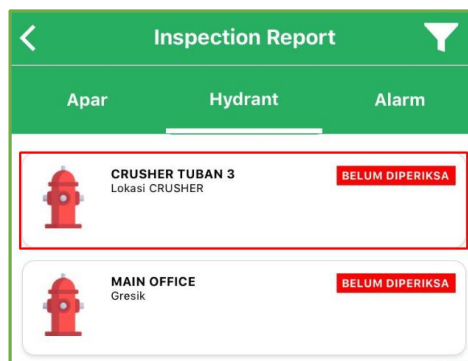 Inspection Report
Apar Hydrant Alarm
CRUSHER TUBAN 3 BELUM DIPERIKSA
Lokasi CRUSHER
MAIN OFFICE BELUM DIPERIKSA
Gresik